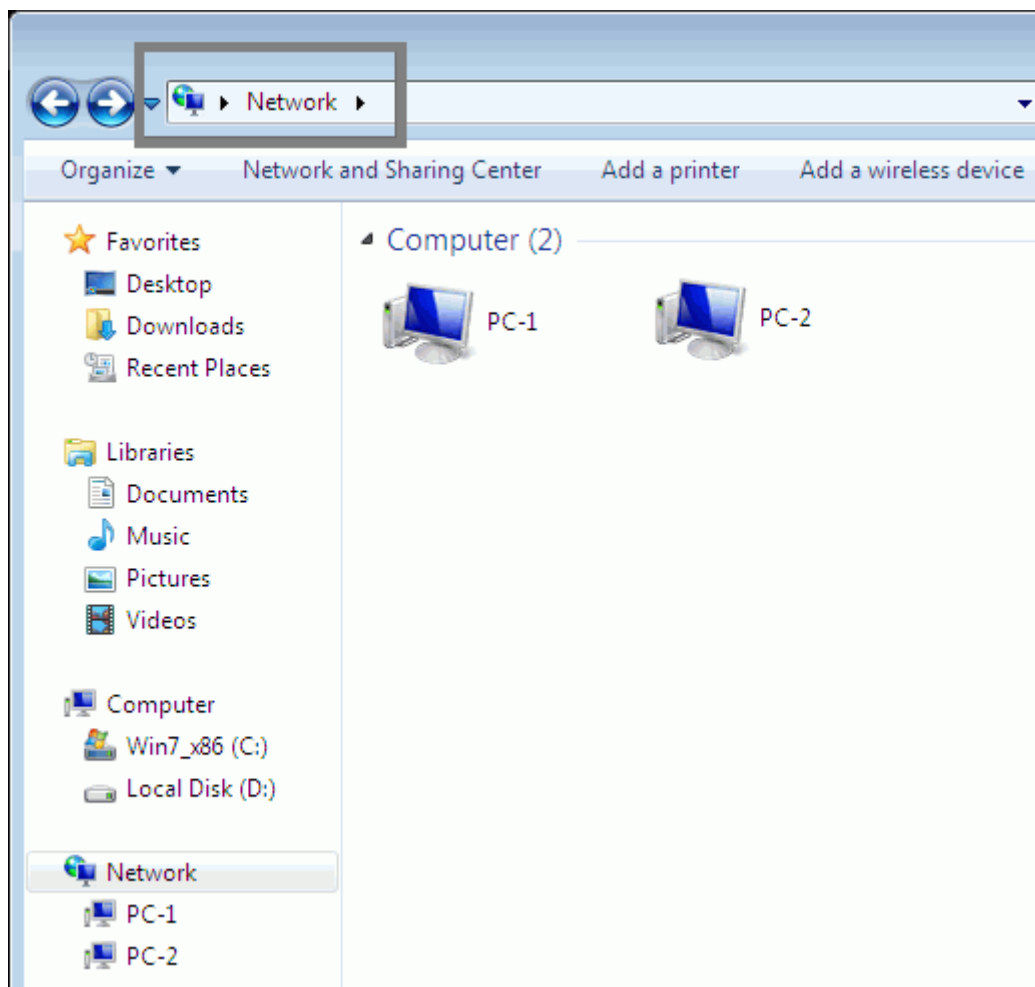 Network
Organize Network and Sharing Center Add a printer Add a wireless device
Favorites
Desktop
Downloads
Recent Places
Libraries
Documents
Music
Pictures
Videos
Computer
Win7_x86 (C:)
Local Disk (D:)
Network
PC-1
PC-2
Computer (2)
PC-1
PC-2